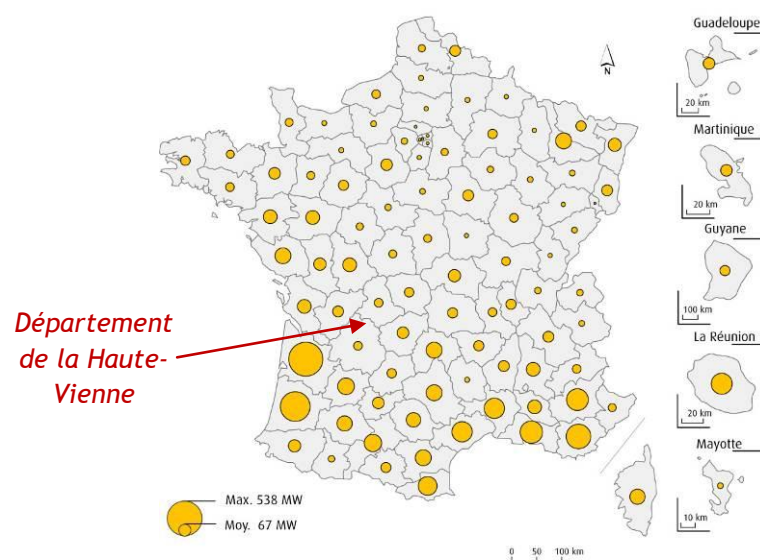 Guadeloupe
N
20 km
Martinique
20 km
Guyane
100 km
Département
de la Haute-
Vienne
La Réunion
20 km
Mayotte
10 km
Max. 538 MW
Moy. 67 MW
0 50 100 km